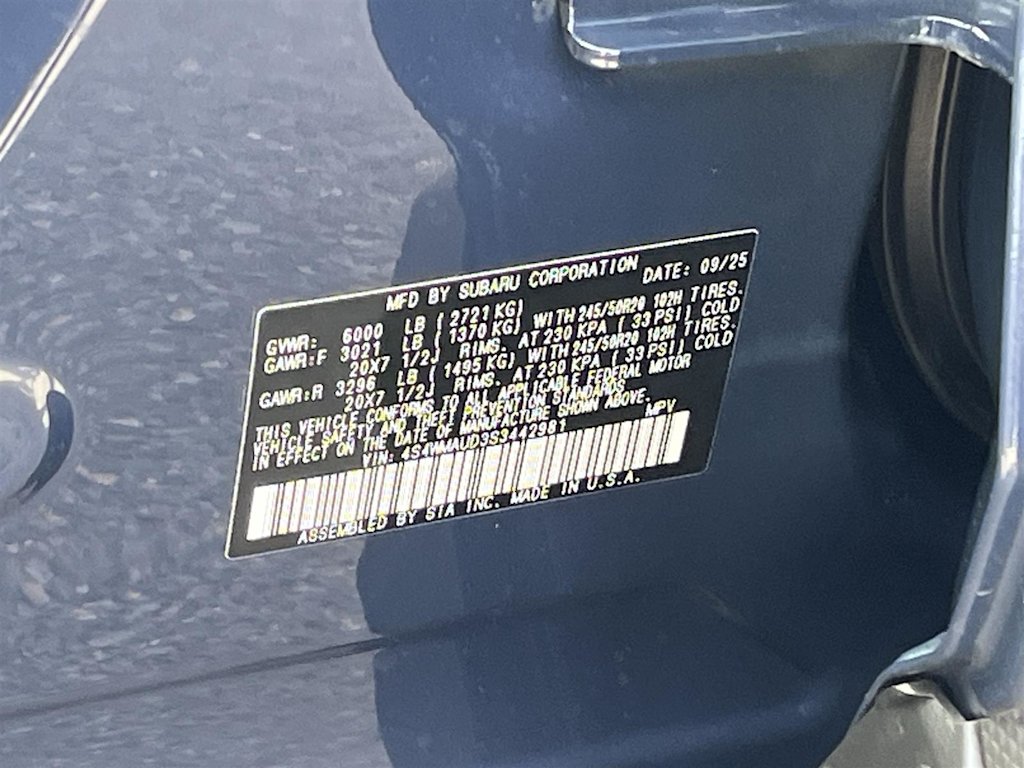 MFD BY SUBARU CORPORATION DATE: 09/25
GVWR: 6000 LB ( 2721 KG)
GAWR:F 3021 LB ( 1370 KG) WITH 245/50R20 102H TIRES.
20X7 1/2J RIMS. AT 230 KPA ( 33 PSI) COLD
GAWR:R 3296 LB ( 1495 KG) WITH 245/50R20 102H TIRES.
20X7 1/2J RIMS. AT 230 KPA ( 33 PSI) COLD
THIS VEHICLE CONFORMS TO ALL APPLICABLE FEDERAL MOTOR
VEHICLE SAFETY AND THEFT PREVENTION STANDARDS
IN EFFECT ON THE DATE OF MANUFACTURE SHOWN ABOVE.
VIN: 4S4WMAUD3S3442981 MPV
ASSEMBLED BY SIA INC. MADE IN U.S.A.